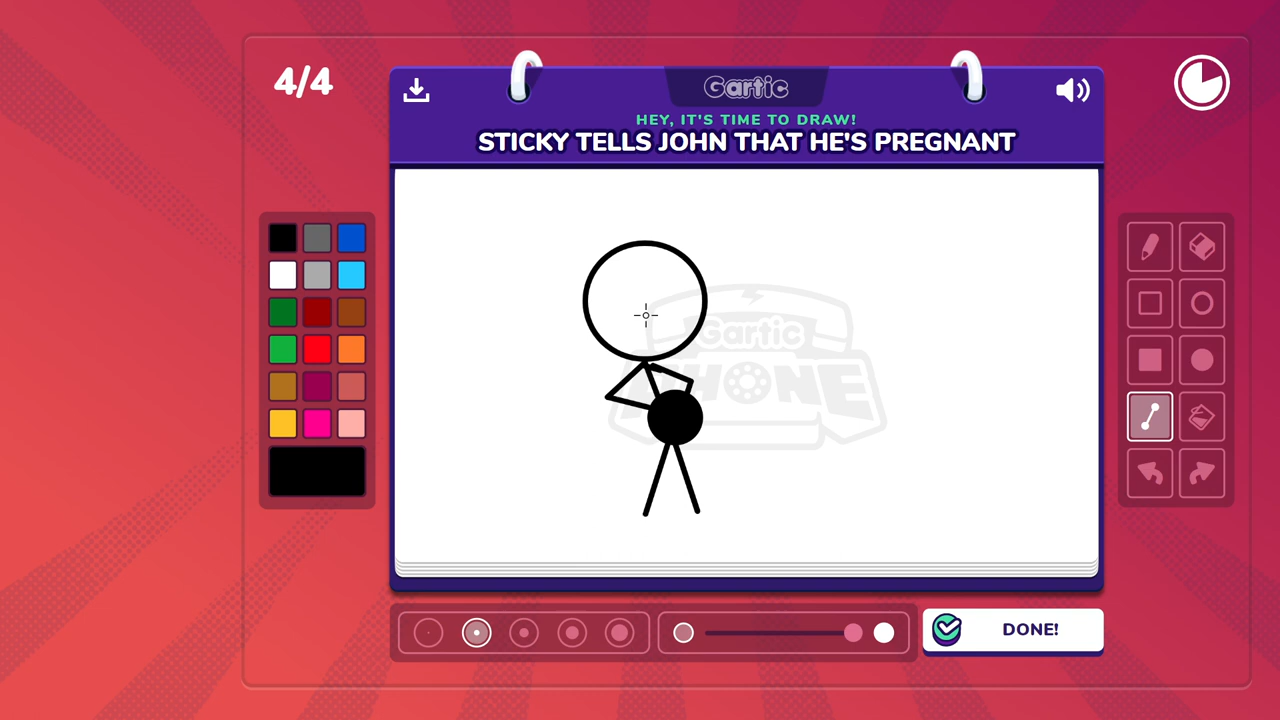 4/4
Gartic
HEY, IT'S TIME TO DRAW!
STICKY TELLS JOHN THAT HE'S PREGNANT
Gartic
PHONE
DONE!